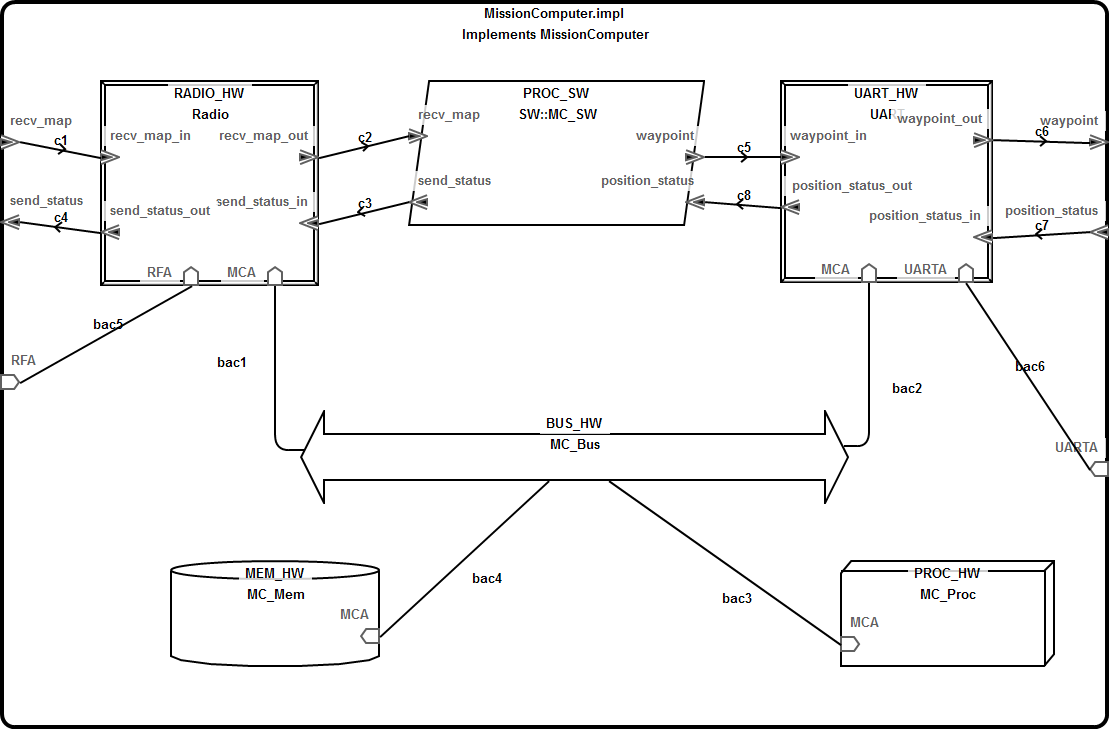 MissionComputer.impl
Implements MissionComputer
RADIO_HW
Radio
recv_map
c1
recv_map_in
recv_map_out
send_status
c4
send_status_out
send_status_in
RFA
MCA
c2
c3
PROC_SW
SW::MC_SW
recv_map
waypoint
send_status
position_status
c5
c8
UART_HW
UAR
waypoint_out
waypoint_in
position_status_out
position_status_in
MCA
UARTA
c6
waypoint
position_status
c7
bac5
RFA
bac1
bac2
bac6
UARTA
BUS_HW
MC_Bus
bac4
bac3
MEM_HW
MC_Mem
MCA
PROC_HW
MC_Proc
MCA